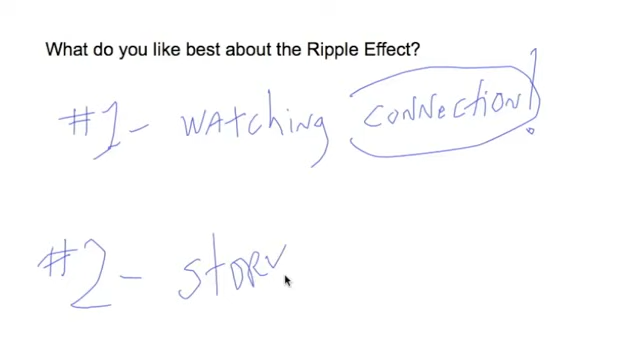 What do you like best about the Ripple Effect?
#1- WAtching CONNection!
#2- STORY